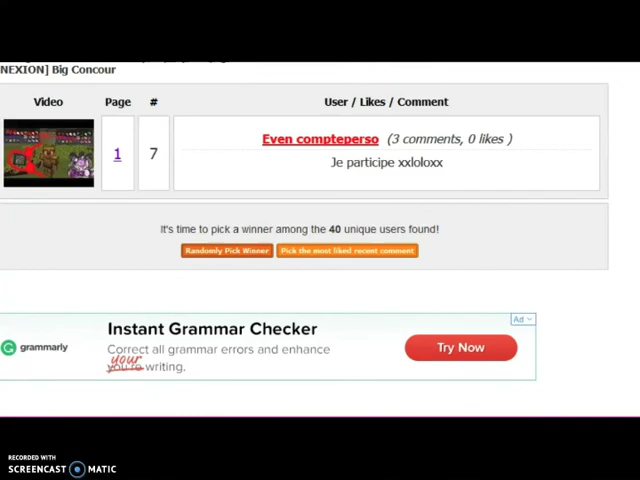 NEXION] Big Concour
Video Page # User / Likes / Comment
1 7 Even compteperso (3 comments, 0 likes )
Je participe xxloloxx
It's time to pick a winner among the 40 unique users found!
Randomly Pick Winner Pick the most liked recent comment
Ad
grammarly
Instant Grammar Checker
Correct all grammar errors and enhance
your
you're writing.
Try Now
RECORDED WITH
SCREENCAST MATIC